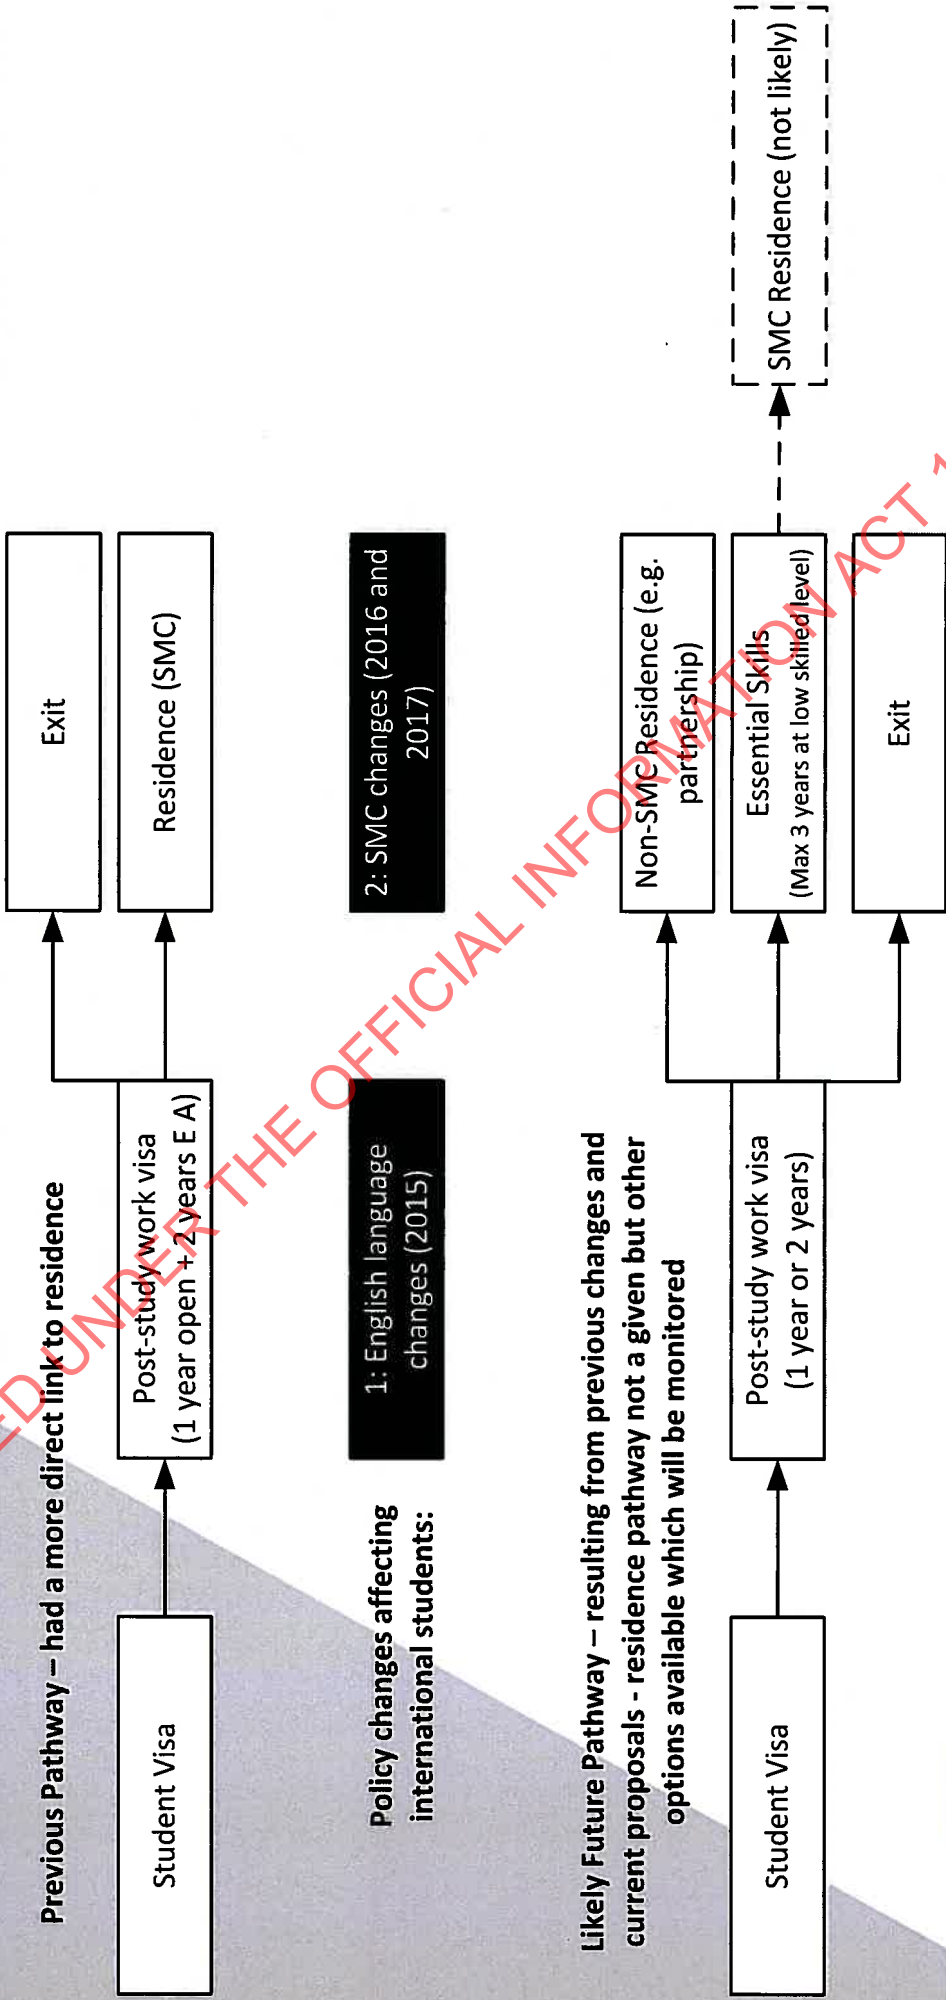 Previous Pathway – had a more direct link to residence
Exit
Student Visa
Post-study work visa
(1 year open + 2 years E A)
Residence (SMC)
Policy changes affecting
international students:
1: English language
changes (2015)
2: SMC changes (2016 and
2017)
Likely Future Pathway – resulting from previous changes and
current proposals - residence pathway not a given but other
options available which will be monitored
Non-SMC Residence (e.g.
partnership)
Student Visa
Post-study work visa
(1 year or 2 years)
Essential Skills
(Max 3 years at low skilled level)
SMC Residence (not likely)
Exit
UNDER THE OFFICIAL INFORMATION ACT